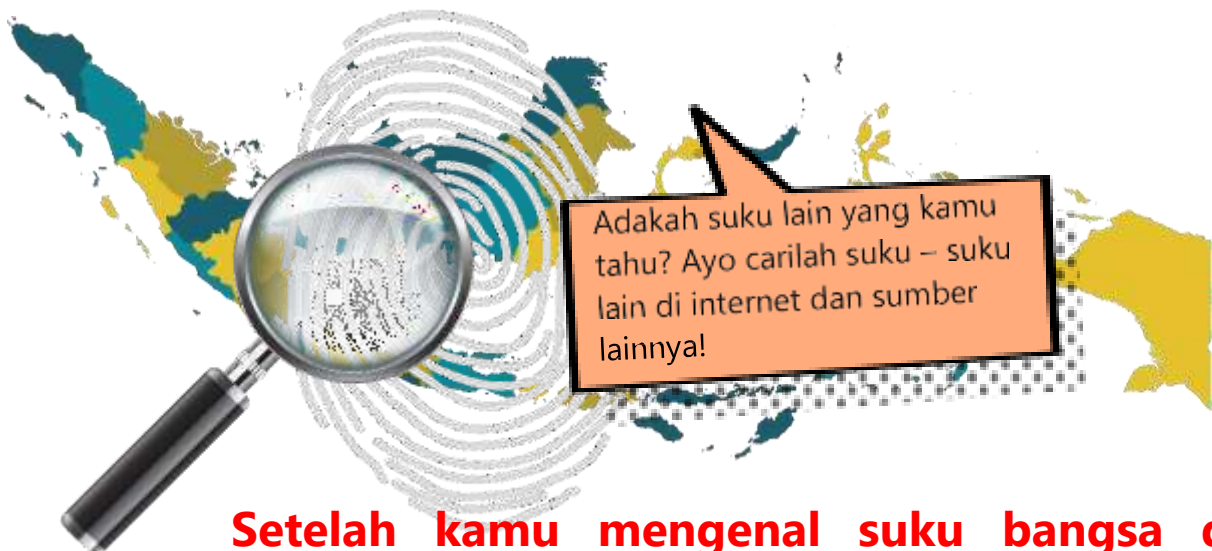 Adakah suku lain yang kamu
tahu? Ayo carilah suku – suku
lain di internet dan sumber
lainnya!
Setelah kamu mengenal suku bangsa